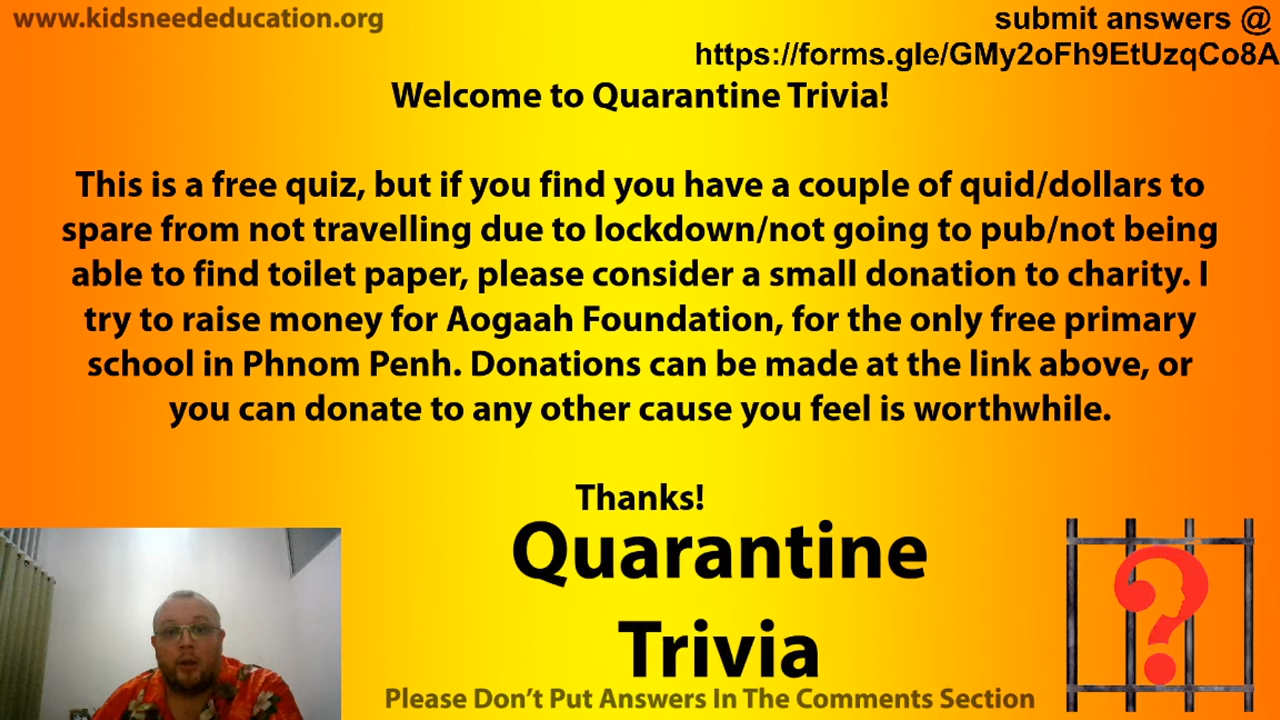 www.kidsneededucation.org
submit answers @
https://forms.gle/GMy2oFh9EtUzqCo8A
Welcome to Quarantine Trivia!
This is a free quiz, but if you find you have a couple of quid/dollars to
spare from not travelling due to lockdown/not going to pub/not being
able to find toilet paper, please consider a small donation to charity. I
try to raise money for Aogaah Foundation, for the only free primary
school in Phnom Penh. Donations can be made at the link above, or
you can donate to any other cause you feel is worthwhile.
Thanks!
Quarantine
Trivia
Please Don’t Put Answers In The Comments Section